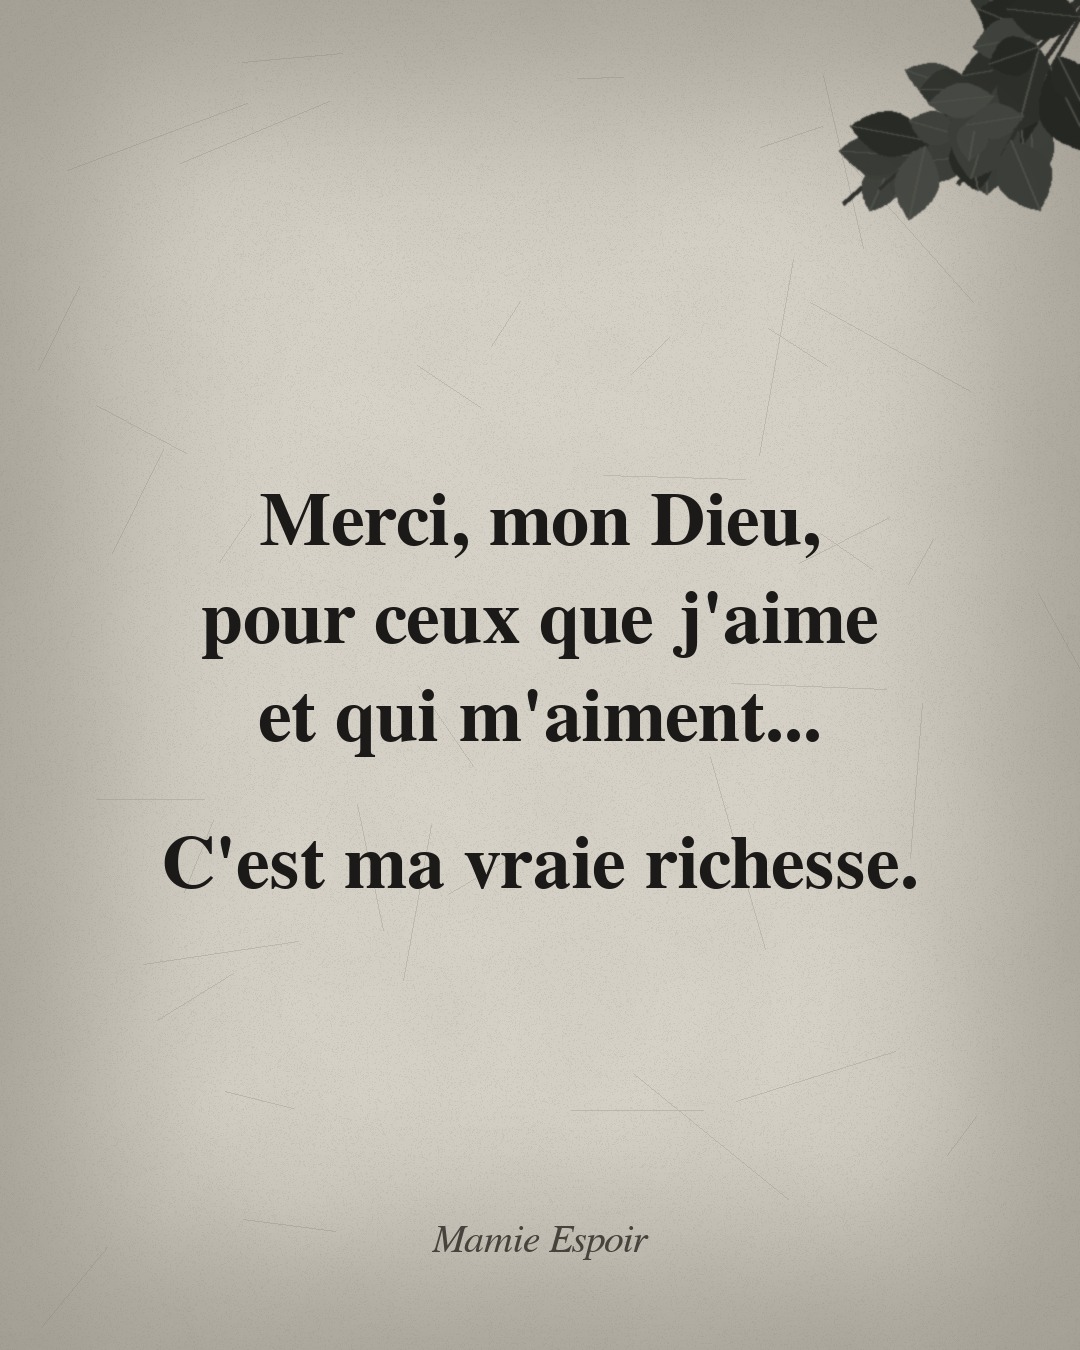 Merci, mon Dieu,
pour ceux que j'aime
et qui m'aiment...
C'est ma vraie richesse.
Mamie Espoir